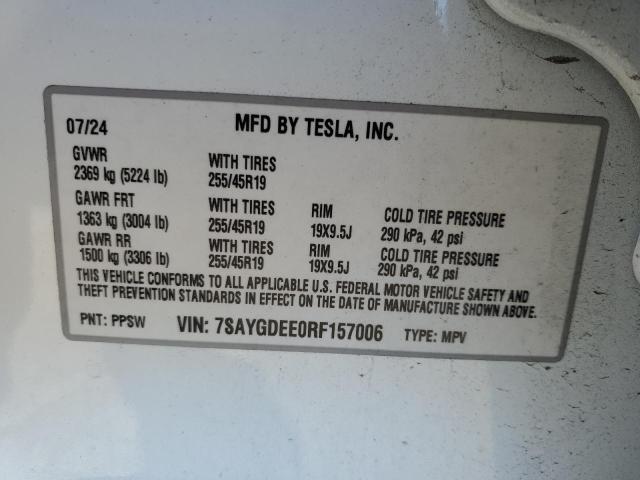 07/24 MFD BY TESLA, INC.
GVWR WITH TIRES
2369 kg (5224 lb) 255/45R19
GAWR FRT WITH TIRES RIM COLD TIRE PRESSURE
1363 kg (3004 lb) 255/45R19 19X9.5J 290 kPa, 42 psi
GAWR RR WITH TIRES RIM COLD TIRE PRESSURE
1500 kg (3306 lb) 255/45R19 19X9.5J 290 kPa, 42 psi
THIS VEHICLE CONFORMS TO ALL APPLICABLE U.S. FEDERAL MOTOR VEHICLE SAFETY AND
THEFT PREVENTION STANDARDS IN EFFECT ON THE DATE OF MANUFACTURE SHOWN ABOVE.
PNT: PPSW VIN: 7SAYGDEE0RF157006 TYPE: MPV